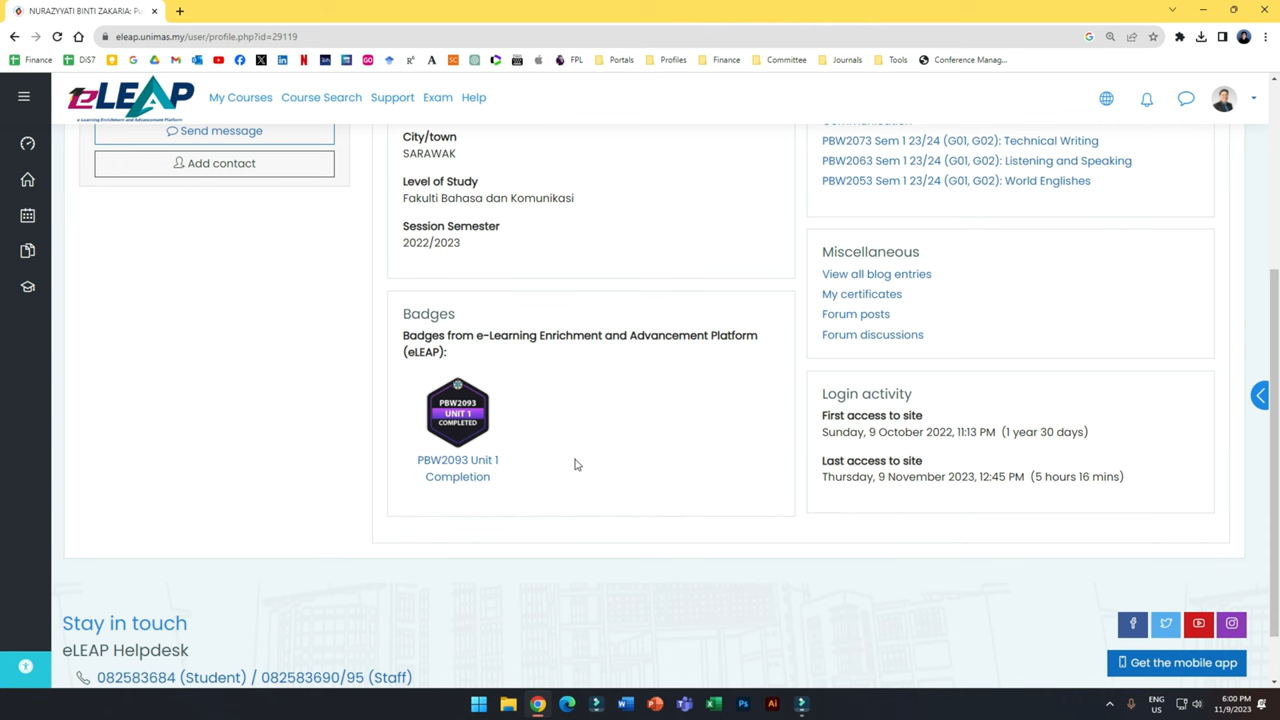 NURAZYYATI BINTI ZAKARIA: Pu
eleap.unimas.my/user/profile.php?id=29119
Finance
DiS7
FPL
Portals
Profiles
Finance
Committee
Journals
Tools
Conference Manag...
eLEAP
e-Learning Enrichment and Advancement Platform
My Courses
Course Search
Support
Exam
Help
Send message
Add contact
City/town
SARAWAK
Level of Study
Fakulti Bahasa dan Komunikasi
Session Semester
2022/2023
Badges
Badges from e-Learning Enrichment and Advancement Platform
(eLEAP):
PBW2093
UNIT 1
COMPLETED
PBW2093 Unit 1
Completion
PBW2073 Sem 1 23/24 (G01, G02): Technical Writing
PBW2063 Sem 1 23/24 (G01, G02): Listening and Speaking
PBW2053 Sem 1 23/24 (G01, G02): World Englishes
Miscellaneous
View all blog entries
My certificates
Forum posts
Forum discussions
Login activity
First access to site
Sunday, 9 October 2022, 11:13 PM (1 year 30 days)
Last access to site
Thursday, 9 November 2023, 12:45 PM (5 hours 16 mins)
Stay in touch
eLEAP Helpdesk
082583684 (Student) / 082583690/95 (Staff)
Get the mobile app
ENG
US
6:00 PM
11/9/2023